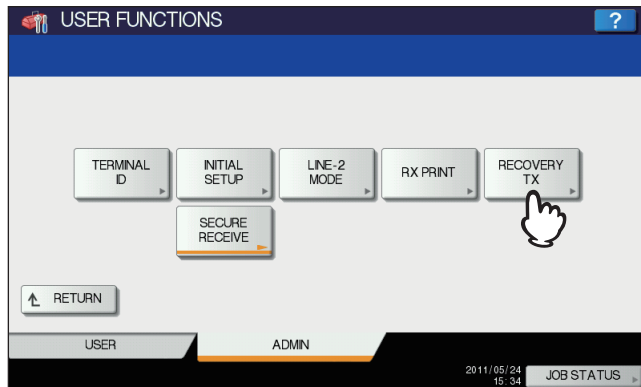 USER FUNCTIONS
?
TERMINAL
ID
INITIAL
SETUP
LINE-2
MODE
RX PRINT
RECOVERY
TX
SECURE
RECEIVE
RETURN
USER
ADMIN
2011/05/24
15:34
JOB STATUS